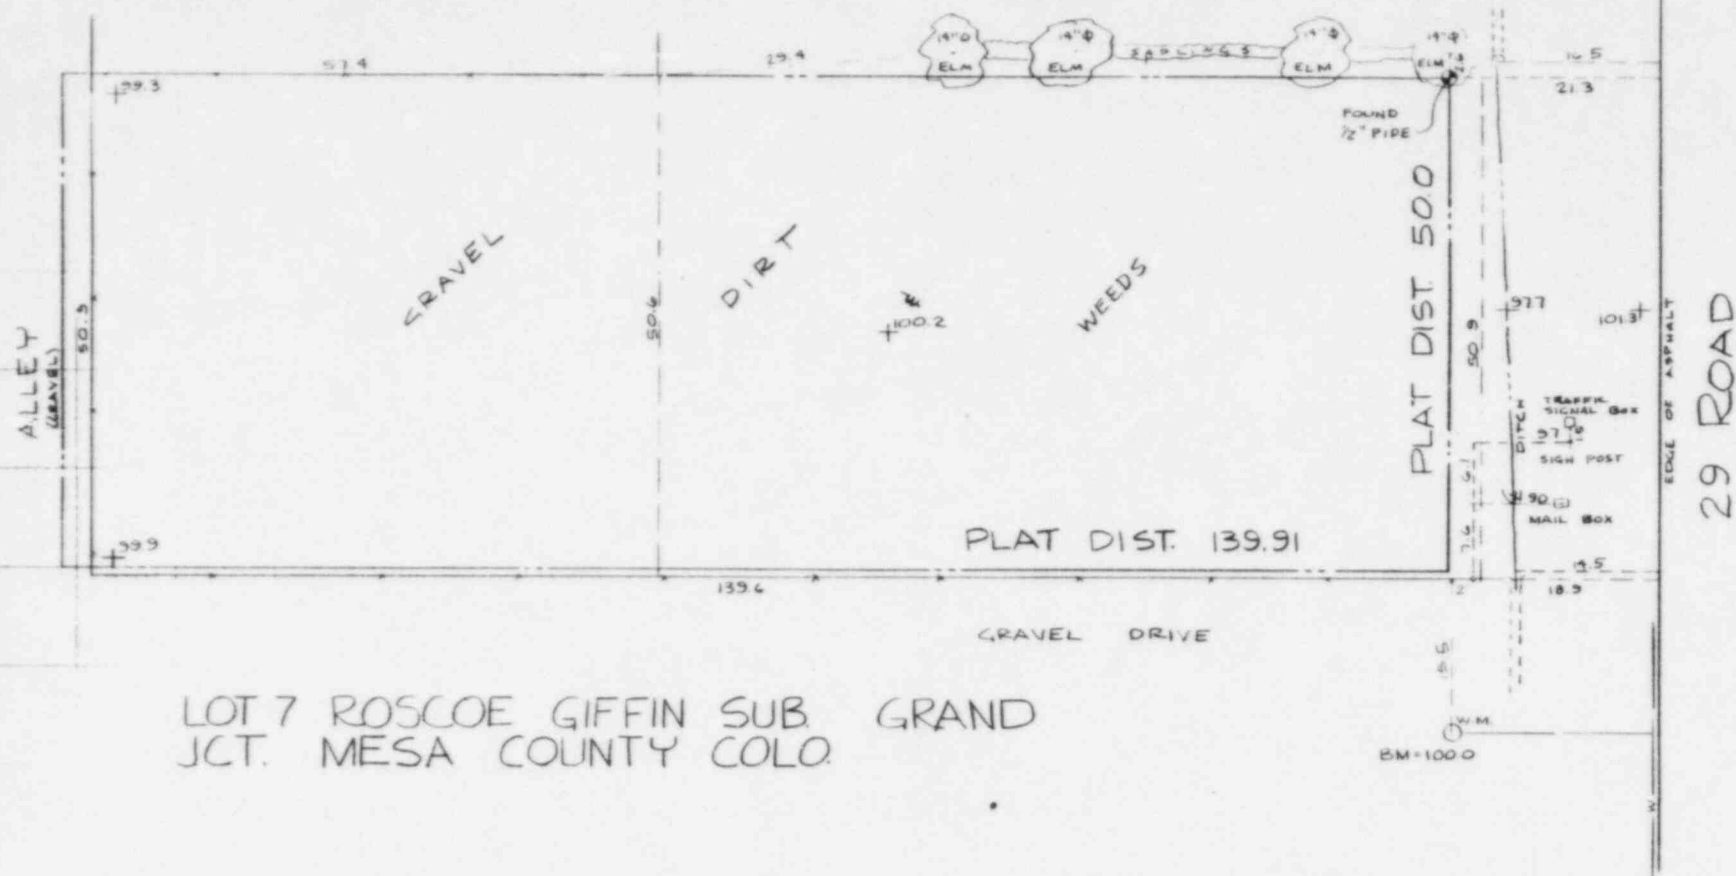 14"Φ
ELM
14"Φ
ELM
SAPLINGS
14"Φ
ELM
14"Φ
ELM
57.4
29.4
16.5
21.3
99.3
FOUND
1/2" PIPE
GRAVEL
DIRT
WEEDS
ALLEY
(GRAVEL)
50.3
50.6
100.2
PLAT DIST. 50.0
50.9
97.7
101.3
DITCH
TRAFFIC
SIGNAL BOX
SIGN POST
MAIL BOX
EDGE OF ASPHALT
29 ROAD
99.9
PLAT DIST. 139.91
139.6
14.5
18.9
GRAVEL DRIVE
LOT 7 ROSCOE GIFFIN SUB. GRAND
JCT. MESA COUNTY COLO.
W.M.
BM=100.0
W